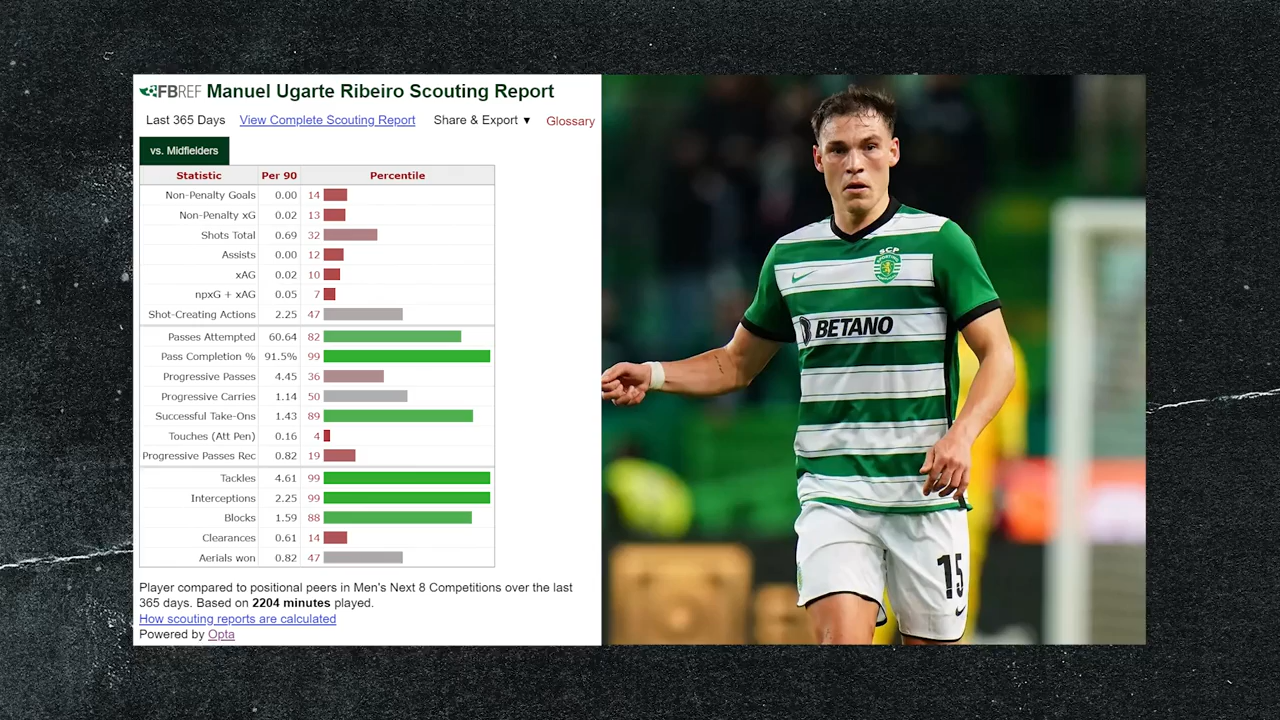 FBREF Manuel Ugarte Ribeiro Scouting Report
Last 365 Days View Complete Scouting Report Share & Export ▼ Glossary
vs. Midfielders
Statistic Per 90 Percentile
Non-Penalty Goals 0.00 14
Non-Penalty xG 0.02 13
Shots Total 0.69 32
Assists 0.00 12
xAG 0.02 10
npxG + xAG 0.05 7
Shot-Creating Actions 2.25 47
Passes Attempted 60.64 82
Pass Completion % 91.5% 99
Progressive Passes 4.45 36
Progressive Carries 1.14 50
Successful Take-Ons 1.43 89
Touches (Att Pen) 0.16 4
Progressive Passes Rec 0.82 19
Tackles 4.61 99
Interceptions 2.25 99
Blocks 1.59 88
Clearances 0.61 14
Aerials won 0.82 47
Player compared to positional peers in Men's Next 8 Competitions over the last
365 days. Based on 2204 minutes played.
How scouting reports are calculated
Powered by Opta
SCP
BETANO
15